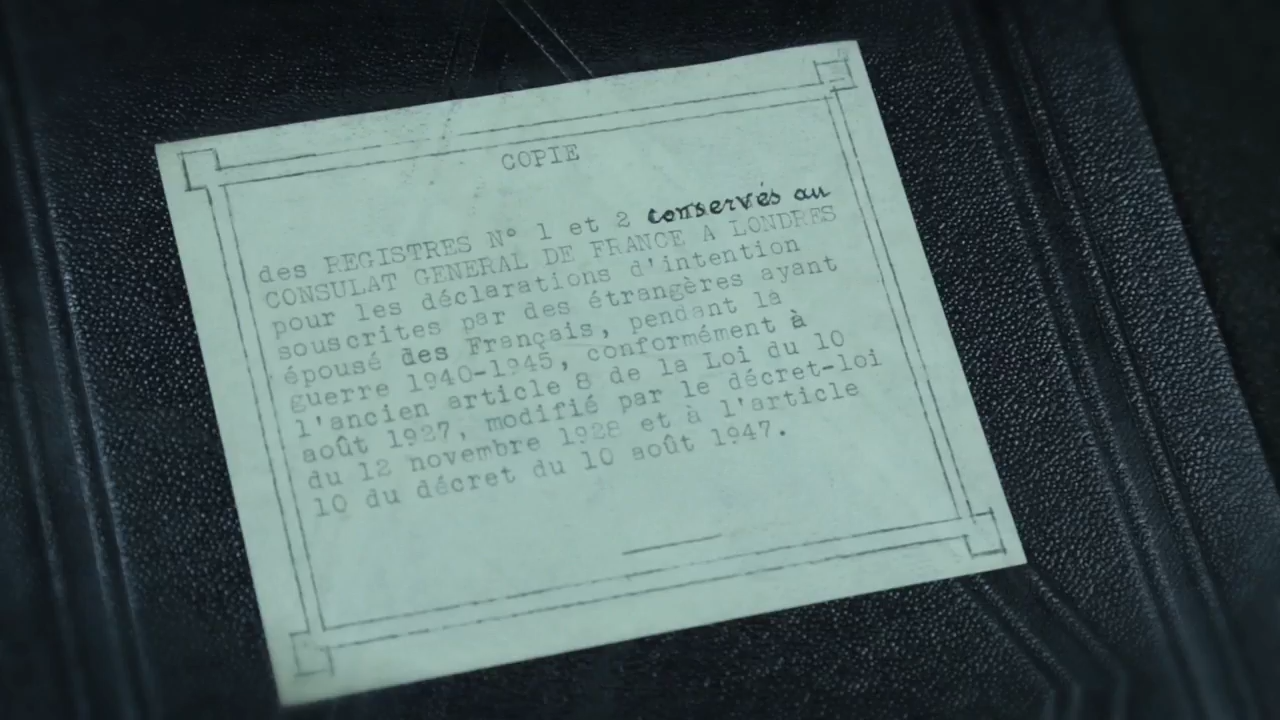 COPIE
des REGISTRES N° 1 et 2 conservés au
CONSULAT GENERAL DE FRANCE A LONDRES
pour les déclarations d'intention
souscrites par des étrangères ayant
épousé des Français, pendant la
guerre 1940-1945, conformément à
l'ancien article 8 de la Loi du 10
août 1927, modifié par le décret-loi
du 12 novembre 1928 et à l'article
10 du décret du 10 août 1947.